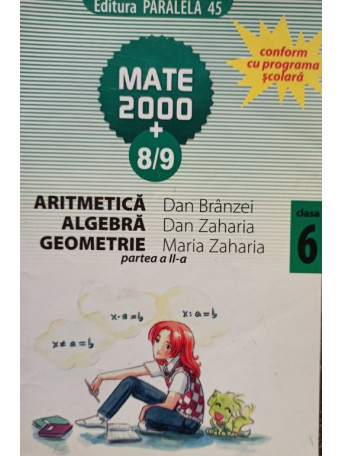 Editura PARALELA 45
conform
cu programa
școlară
MATE
2000
+
8/9
ARITMETICĂ Dan Brânzei
ALGEBRĂ Dan Zaharia
GEOMETRIE Maria Zaharia
partea a II-a
clasa
6
x·a=b
x:a=b
x±a=b